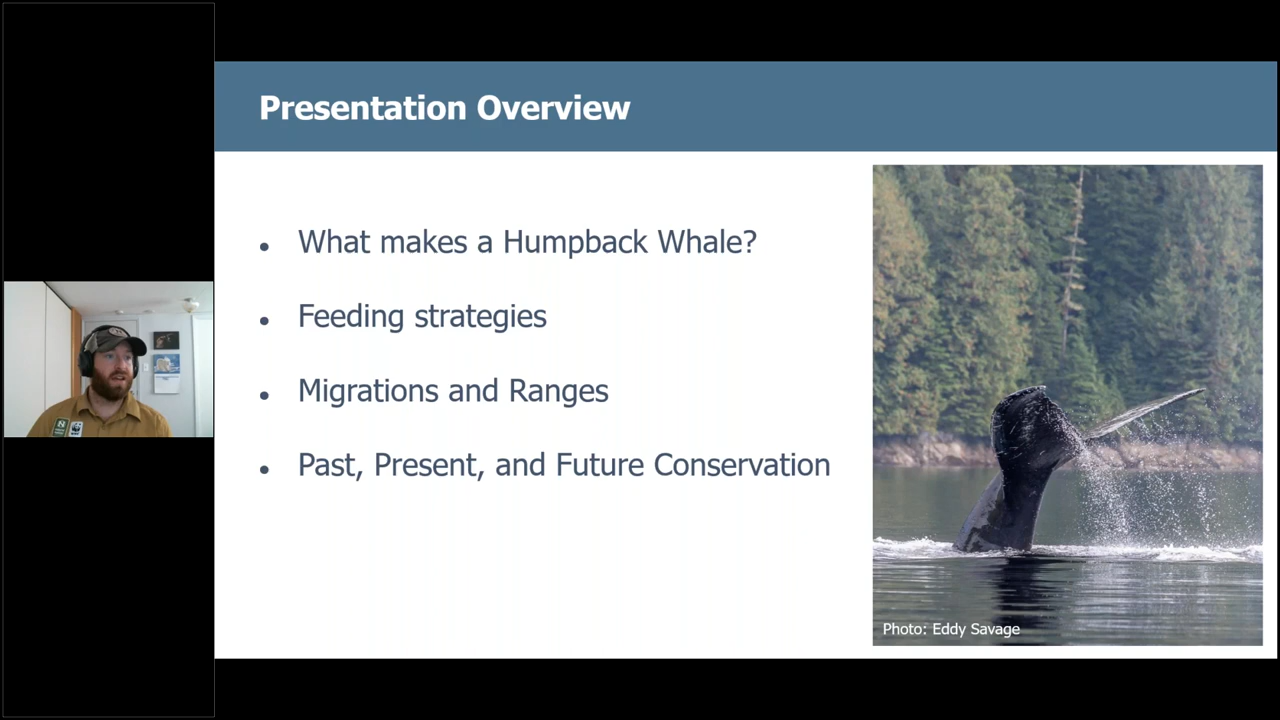 Presentation Overview
• What makes a Humpback Whale?
• Feeding strategies
• Migrations and Ranges
• Past, Present, and Future Conservation
Photo: Eddy Savage